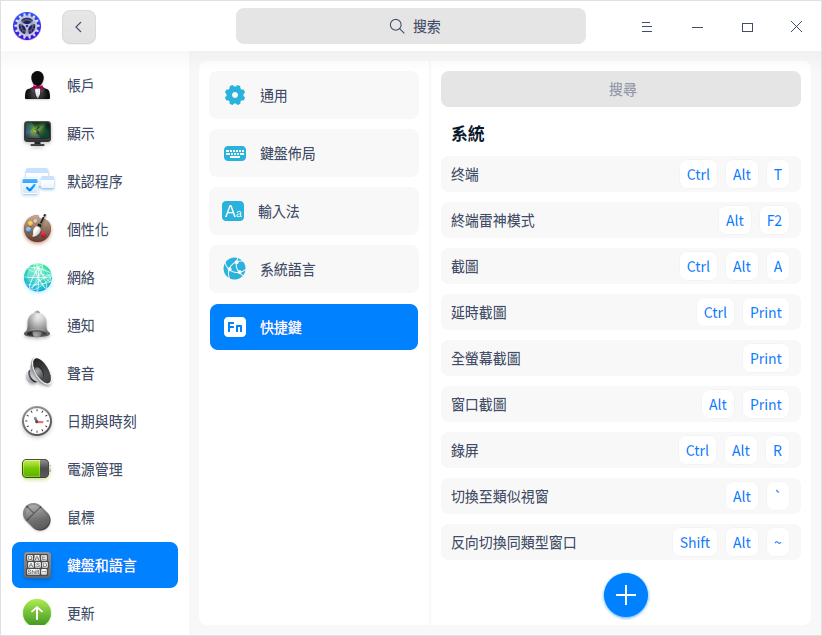 搜索
帳戶
顯示
默認程序
個性化
網絡
通知
聲音
日期與時刻
電源管理
鼠標
鍵盤和語言
更新
通用
鍵盤佈局
Aa 輸入法
系統語言
Fn 快捷鍵
搜尋
系統
终端 Ctrl Alt T
終端雷神模式 Alt F2
截圖 Ctrl Alt A
延時截圖 Ctrl Print
全螢幕截圖 Print
窗口截圖 Alt Print
錄屏 Ctrl Alt R
切換至類似視窗 Alt `
反向切換同類型窗口 Shift Alt ~